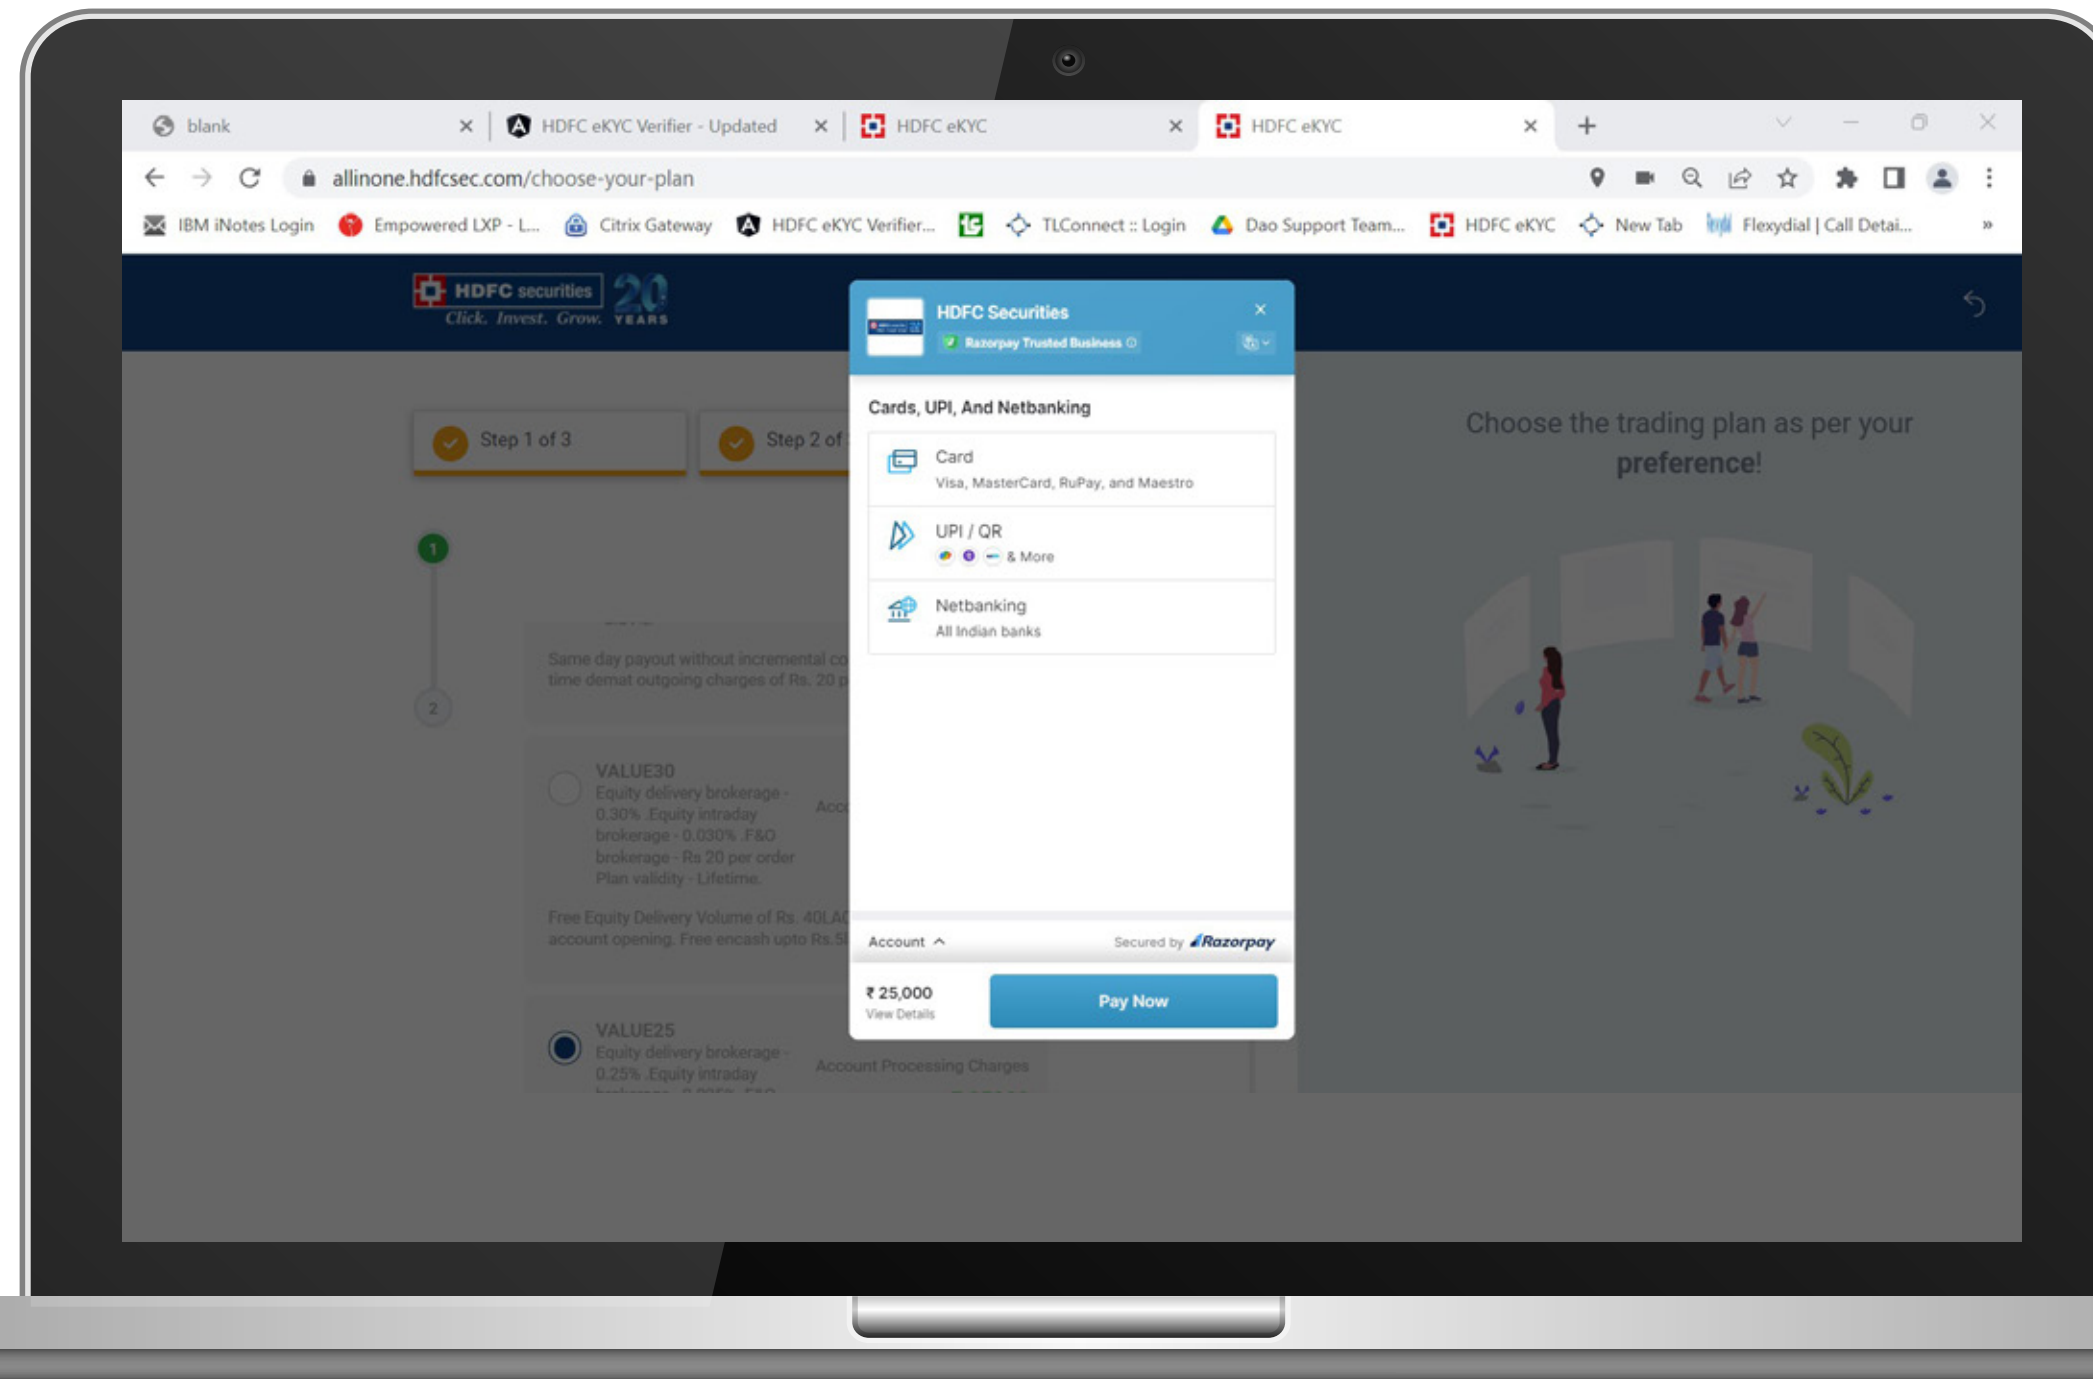 blank
HDFC eKYC Verifier - Updated
HDFC eKYC
HDFC eKYC
allinone.hdfcsec.com/choose-your-plan
IBM iNotes Login
Empowered LXP - L...
Citrix Gateway
HDFC eKYC Verifier...
TLConnect :: Login
Dao Support Team...
HDFC eKYC
New Tab
Flexydial | Call Detai...
HDFC securities
Click. Invest. Grow.
20
YEARS
HDFC Securities
Razorpay Trusted Business
Step 1 of 3
Step 2 of
1
2
Same day payout without incremental co
time demat outgoing charges of Rs. 20 p
VALUE30
Equity delivery brokerage -
0.30% .Equity intraday
brokerage - 0.030% .F&O
brokerage - Rs 20 per order
Plan validity - Lifetime.
Acco
Free Equity Delivery Volume of Rs. 40LAC
account opening. Free encash upto Rs.5l
VALUE25
Equity delivery brokerage -
0.25% .Equity intraday
Account Processing Charges
Cards, UPI, And Netbanking
Card
Visa, MasterCard, RuPay, and Maestro
UPI / QR
& More
Netbanking
All Indian banks
Account
Secured by Razorpay
₹ 25,000
View Details
Pay Now
Choose the trading plan as per your
preference!